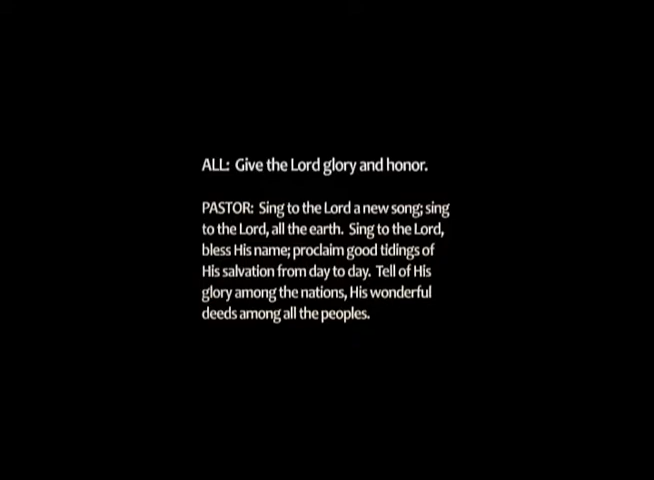 ALL:  Give the Lord glory and honor.
PASTOR:  Sing to the Lord a new song; sing
to the Lord, all the earth.  Sing to the Lord,
bless His name; proclaim good tidings of
His salvation from day to day.  Tell of His
glory among the nations, His wonderful
deeds among all the peoples.